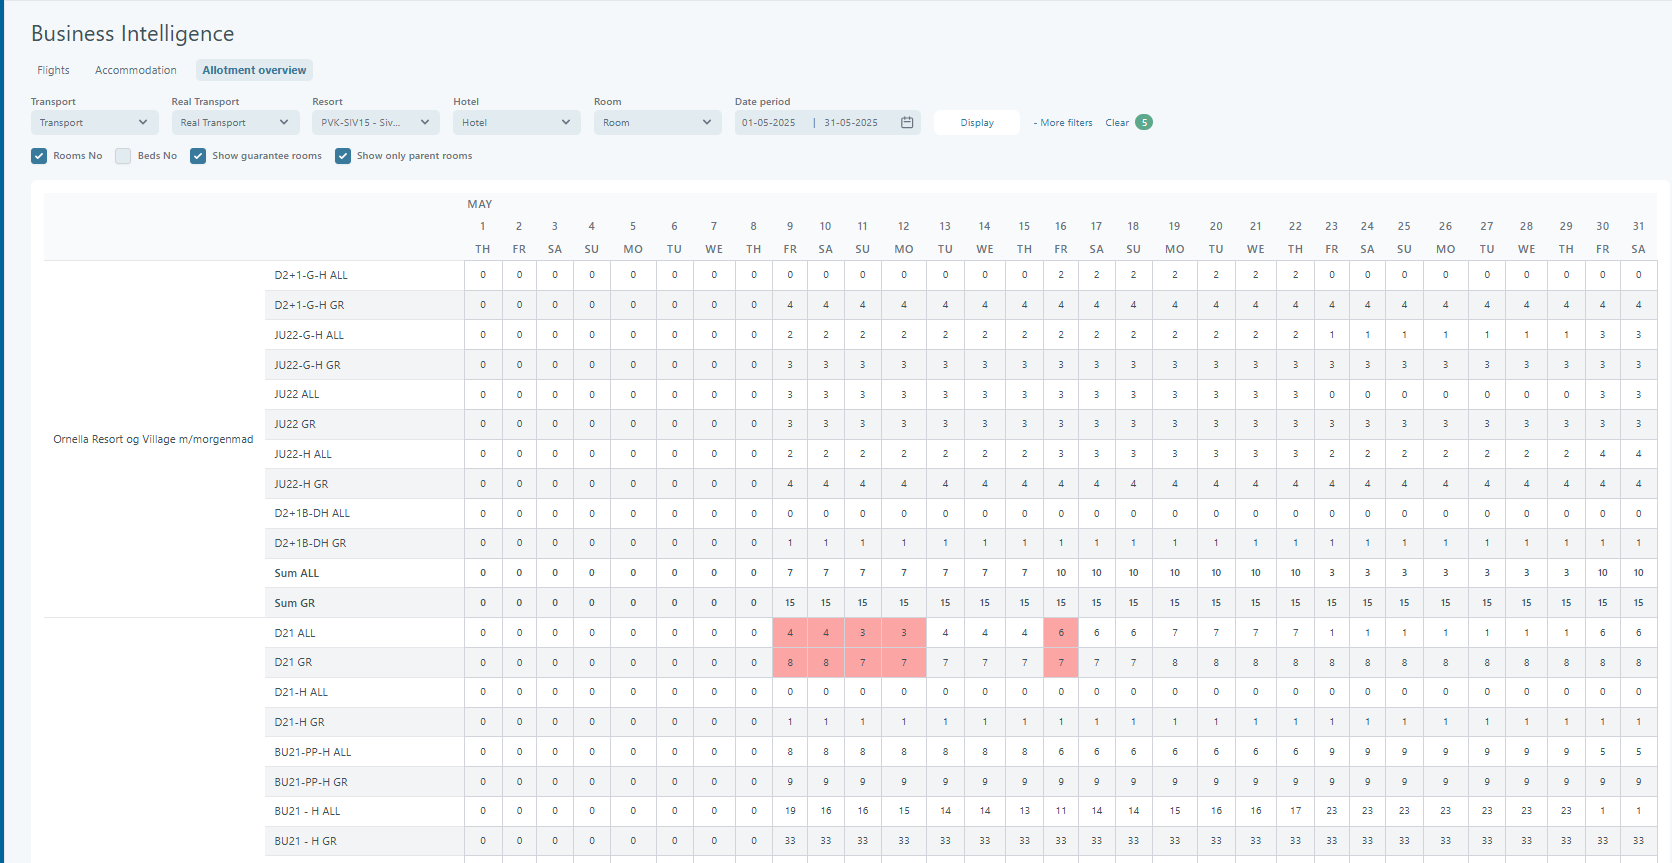 Business Intelligence
Flights Accommodation Allotment overview
Transport Real Transport Resort Hotel Room Date period
Transport Real Transport PVK-SIV15 - Siv... Hotel Room 01-05-2025 | 31-05-2025 Display - More filters Clear 5
Rooms No Beds No Show guarantee rooms Show only parent rooms
MAY
1 2 3 4 5 6 7 8 9 10 11 12 13 14 15 16 17 18 19 20 21 22 23 24 25 26 27 28 29 30 31
TH FR SA SU MO TU WE TH FR SA SU MO TU WE TH FR SA SU MO TU WE TH FR SA SU MO TU WE TH FR SA
D2+1-G-H ALL 0 0 0 0 0 0 0 0 0 0 0 0 0 0 0 2 2 2 2 2 2 2 0 0 0 0 0 0 0 0 0
D2+1-G-H GR 0 0 0 0 0 0 0 0 4 4 4 4 4 4 4 4 4 4 4 4 4 4 4 4 4 4 4 4 4 4 4
JU22-G-H ALL 0 0 0 0 0 0 0 0 2 2 2 2 2 2 2 2 2 2 2 2 2 2 1 1 1 1 1 1 1 3 3
JU22-G-H GR 0 0 0 0 0 0 0 0 3 3 3 3 3 3 3 3 3 3 3 3 3 3 3 3 3 3 3 3 3 3 3
JU22 ALL 0 0 0 0 0 0 0 0 3 3 3 3 3 3 3 3 3 3 3 3 3 3 0 0 0 0 0 0 0 3 3
JU22 GR 0 0 0 0 0 0 0 0 3 3 3 3 3 3 3 3 3 3 3 3 3 3 3 3 3 3 3 3 3 3 3
Ornella Resort og Village m/morgenmad
JU22-H ALL 0 0 0 0 0 0 0 0 2 2 2 2 2 2 2 3 3 3 3 3 3 3 2 2 2 2 2 2 2 4 4
JU22-H GR 0 0 0 0 0 0 0 0 4 4 4 4 4 4 4 4 4 4 4 4 4 4 4 4 4 4 4 4 4 4 4
D2+1B-DH ALL 0 0 0 0 0 0 0 0 0 0 0 0 0 0 0 0 0 0 0 0 0 0 0 0 0 0 0 0 0 0 0
D2+1B-DH GR 0 0 0 0 0 0 0 0 1 1 1 1 1 1 1 1 1 1 1 1 1 1 1 1 1 1 1 1 1 1 1
Sum ALL 0 0 0 0 0 0 0 0 7 7 7 7 7 7 7 10 10 10 10 10 10 10 3 3 3 3 3 3 3 10 10
Sum GR 0 0 0 0 0 0 0 0 15 15 15 15 15 15 15 15 15 15 15 15 15 15 15 15 15 15 15 15 15 15 15
D21 ALL 0 0 0 0 0 0 0 0 4 4 3 3 4 4 4 6 6 6 7 7 7 7 1 1 1 1 1 1 1 6 6
D21 GR 0 0 0 0 0 0 0 0 8 8 7 7 7 7 7 7 7 7 8 8 8 8 8 8 8 8 8 8 8 8 8
D21-H ALL 0 0 0 0 0 0 0 0 0 0 0 0 0 0 0 0 0 0 0 0 0 0 0 0 0 0 0 0 0 0 0
D21-H GR 0 0 0 0 0 0 0 0 1 1 1 1 1 1 1 1 1 1 1 1 1 1 1 1 1 1 1 1 1 1 1
BU21-PP-H ALL 0 0 0 0 0 0 0 0 8 8 8 8 8 8 8 6 6 6 6 6 6 6 9 9 9 9 9 9 9 5 5
BU21-PP-H GR 0 0 0 0 0 0 0 0 9 9 9 9 9 9 9 9 9 9 9 9 9 9 9 9 9 9 9 9 9 9 9
BU21 - H ALL 0 0 0 0 0 0 0 0 19 16 16 15 14 14 13 11 14 14 15 16 16 17 23 23 23 23 23 23 23 1 1
BU21 - H GR 0 0 0 0 0 0 0 0 33 33 33 33 33 33 33 33 33 33 33 33 33 33 33 33 33 33 33 33 33 33 33